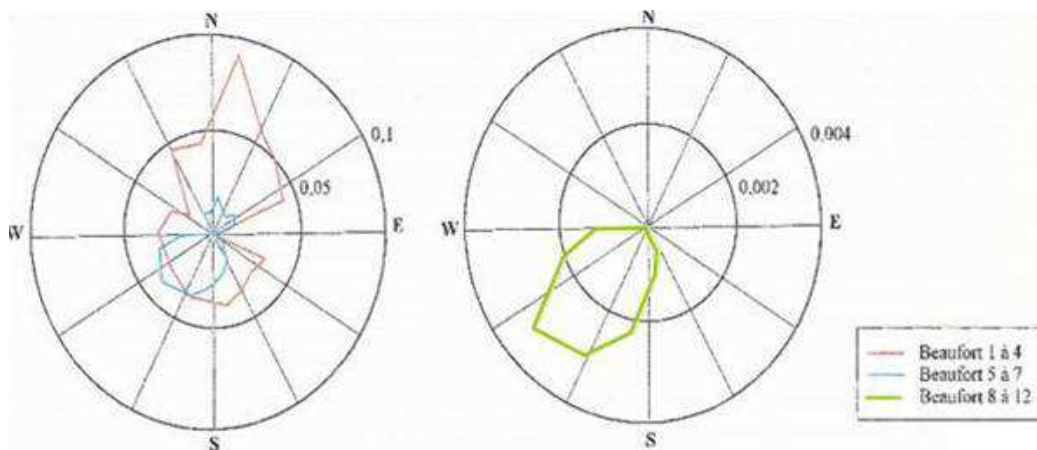 N
N
0,1
0,004
0,05
0,002
W
E
W
E
S
S
Beaufort 1 à 4
Beaufort 5 à 7
Beaufort 8 à 12